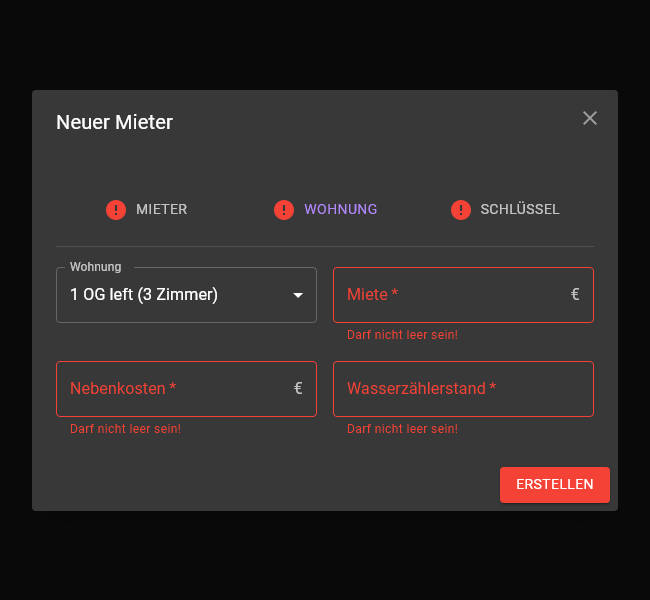 Neuer Mieter
MIETER
WOHNUNG
SCHLÜSSEL
Wohnung
1 OG left (3 Zimmer)
Miete *
€
Darf nicht leer sein!
Nebenkosten *
€
Darf nicht leer sein!
Wasserzählerstand *
Darf nicht leer sein!
ERSTELLEN